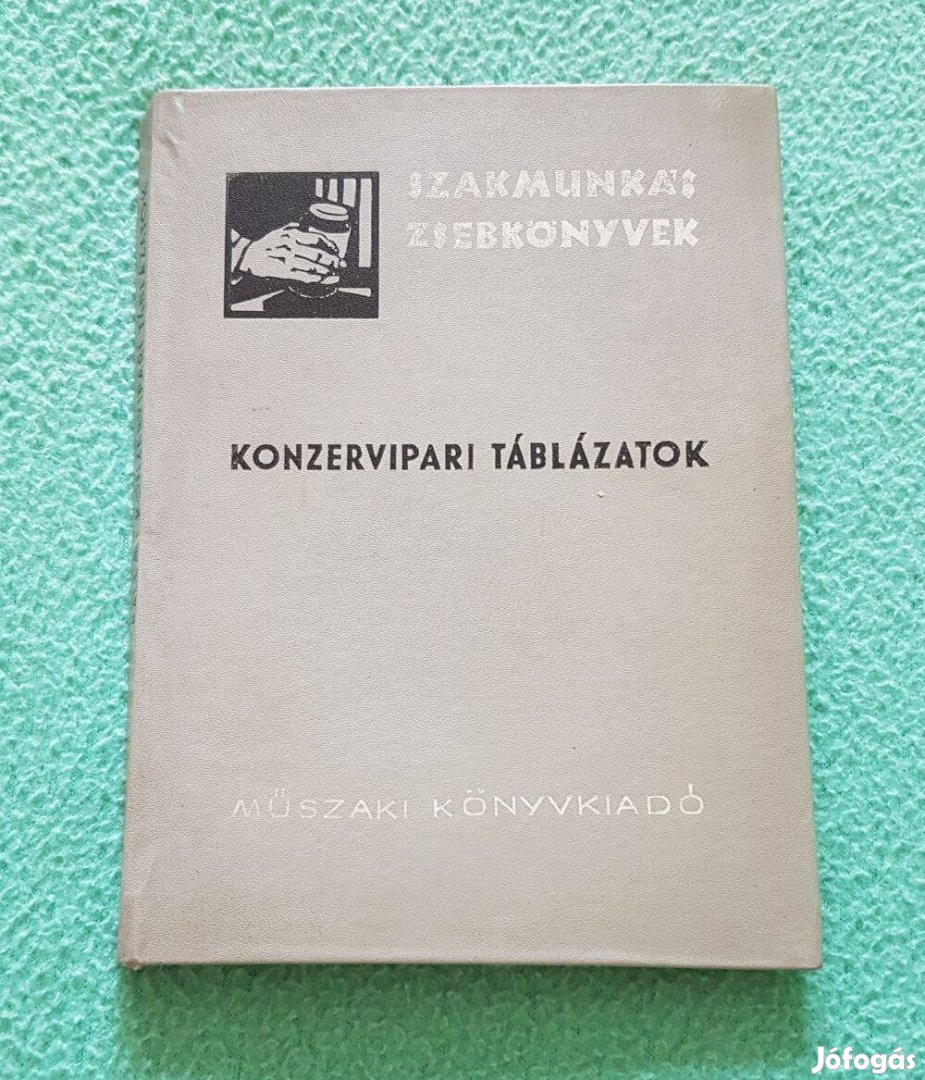 SZAKMUNKÁS
ZSEBKÖNYVEK
KONZERVIPARI TÁBLÁZATOK
MŰSZAKI KÖNYVKIADÓ
Jófogás